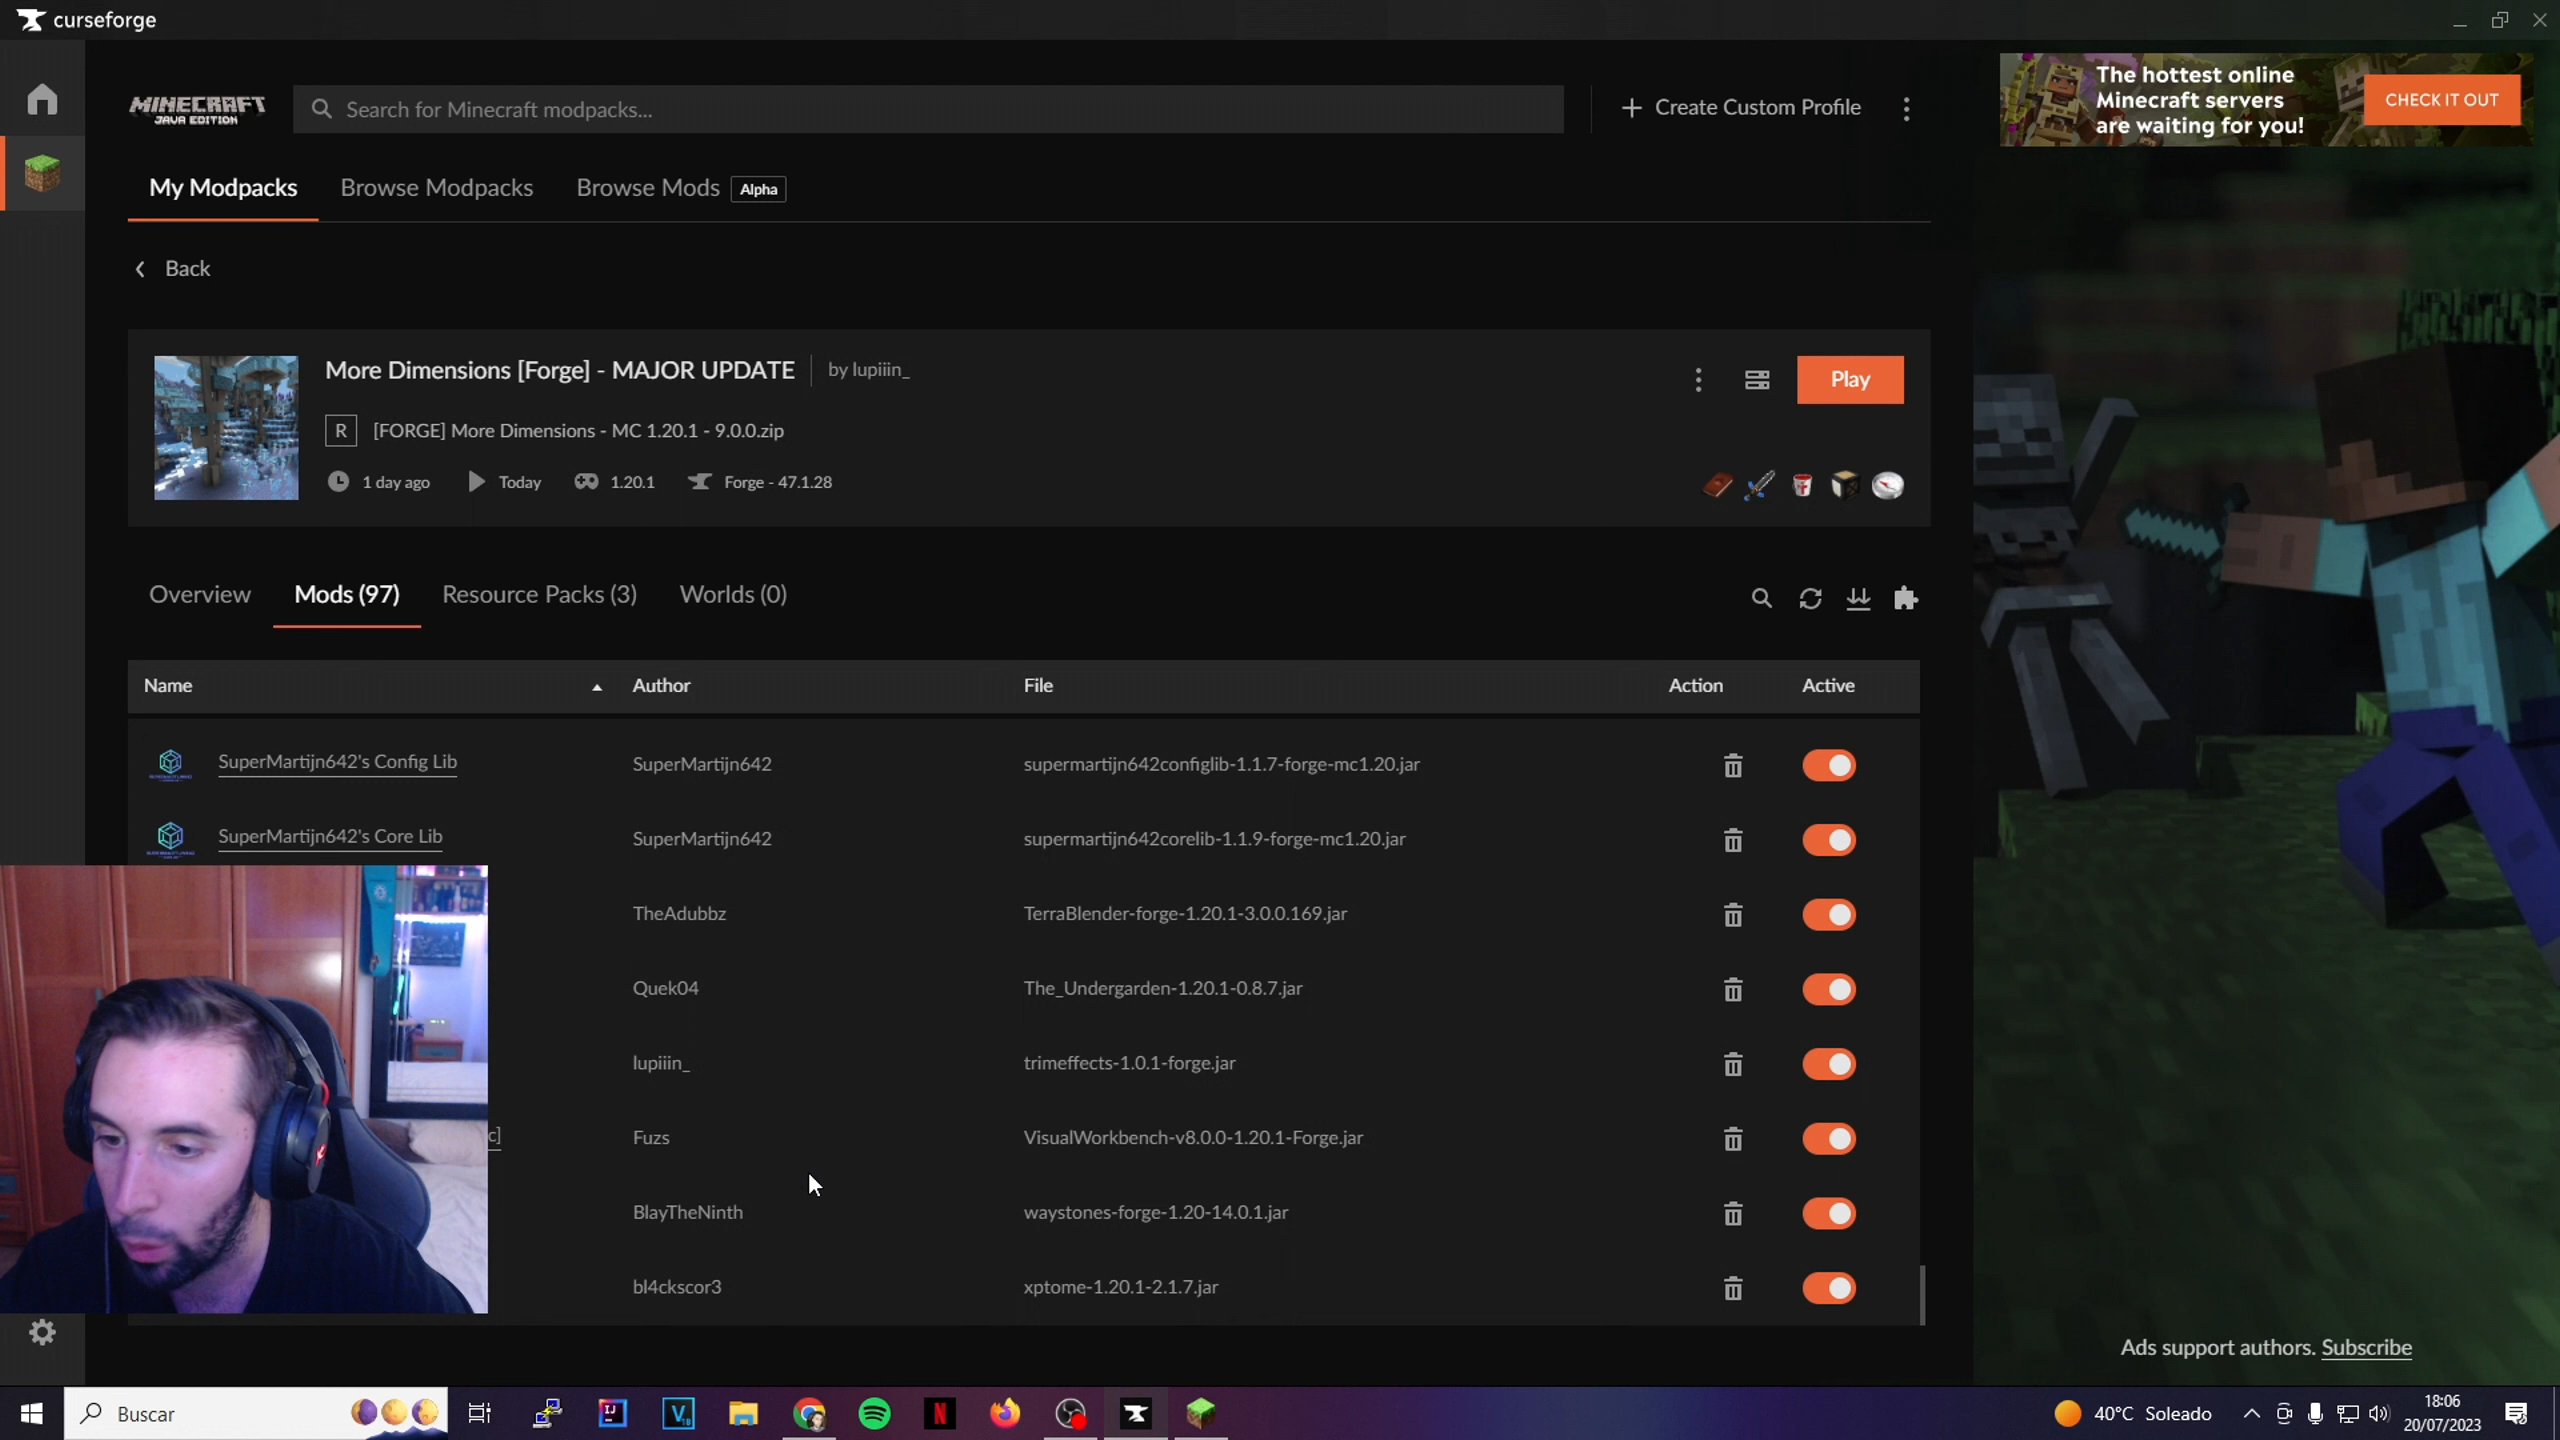 curseforge
MINECRAFT
JAVA EDITION
Search for Minecraft modpacks...
Create Custom Profile
The hottest online
Minecraft servers
are waiting for you!
CHECK IT OUT
My Modpacks
Browse Modpacks
Browse Mods
Alpha
Back
More Dimensions [Forge] - MAJOR UPDATE
by lupiiin_
Play
R
[FORGE] More Dimensions - MC 1.20.1 - 9.0.0.zip
1 day ago
Today
1.20.1
Forge - 47.1.28
Overview
Mods (97)
Resource Packs (3)
Worlds (0)
Name
Author
File
Action
Active
SuperMartijn642's Config Lib
SuperMartijn642
supermartijn642configlib-1.1.7-forge-mc1.20.jar
SuperMartijn642's Core Lib
SuperMartijn642
supermartijn642corelib-1.1.9-forge-mc1.20.jar
TheAdubbz
TerraBlender-forge-1.20.1-3.0.0.169.jar
Quek04
The_Undergarden-1.20.1-0.8.7.jar
lupiiin_
trimeffects-1.0.1-forge.jar
c]
Fuzs
VisualWorkbench-v8.0.0-1.20.1-Forge.jar
BlayTheNinth
waystones-forge-1.20-14.0.1.jar
bl4ckscor3
xptome-1.20.1-2.1.7.jar
Ads support authors. Subscribe
Buscar
40°C Soleado
18:06
20/07/2023